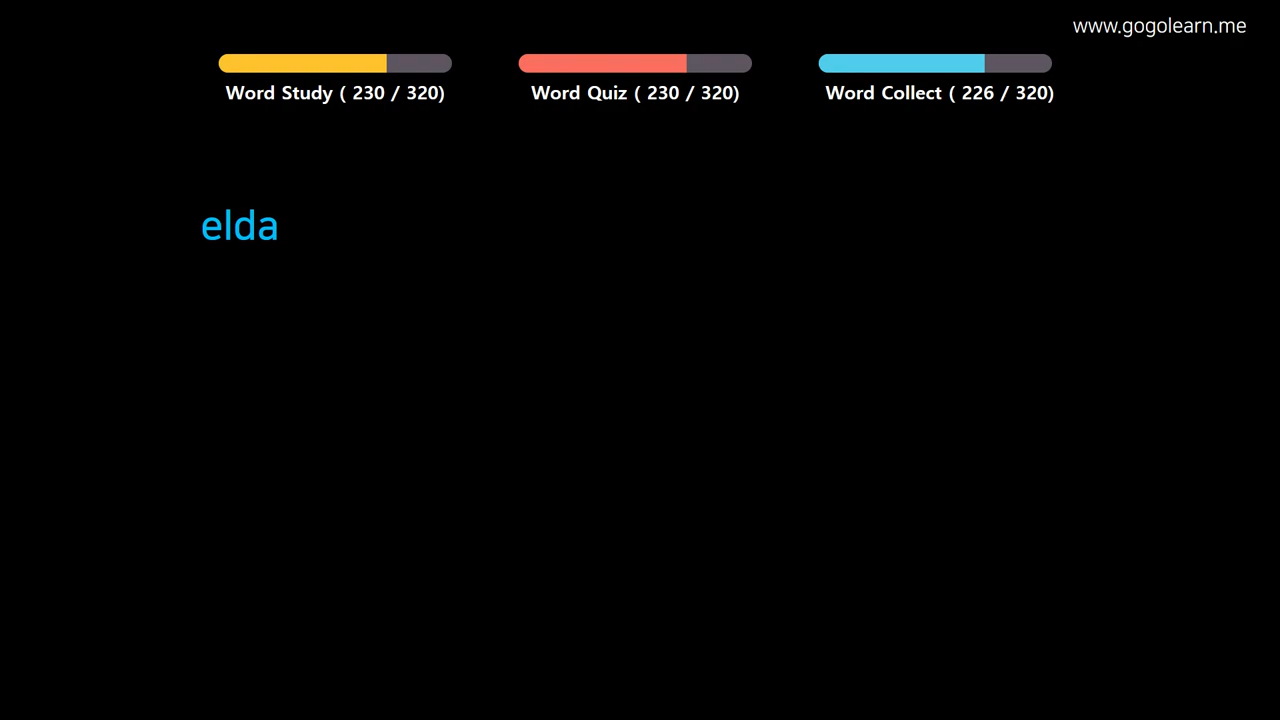 www.gogolearn.me
Word Study ( 230 / 320)
Word Quiz ( 230 / 320)
Word Collect ( 226 / 320)
elda